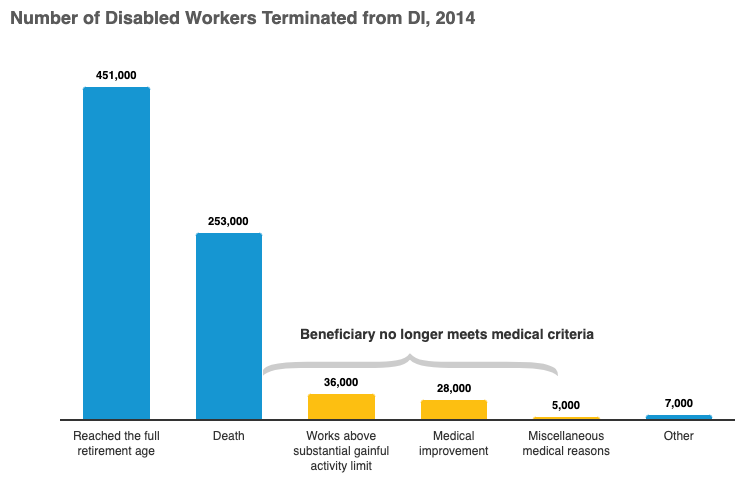 Number of Disabled Workers Terminated from DI, 2014
451,000
253,000
Beneficiary no longer meets medical criteria
36,000
28,000
5,000
7,000
Reached the full
retirement age
Death
Works above
substantial gainful
activity limit
Medical
improvement
Miscellaneous
medical reasons
Other